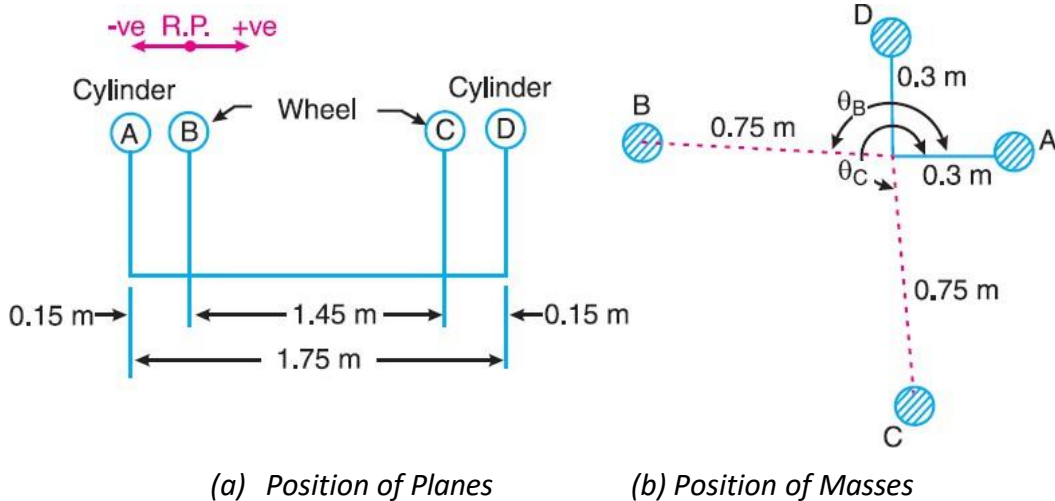 -ve R.P. +ve
Cylinder Wheel Cylinder
A B C D
0.15 m 1.45 m 0.15 m
1.75 m
D
0.3 m
B θB
0.75 m A
θC 0.3 m
0.75 m
C
(a) Position of Planes (b) Position of Masses